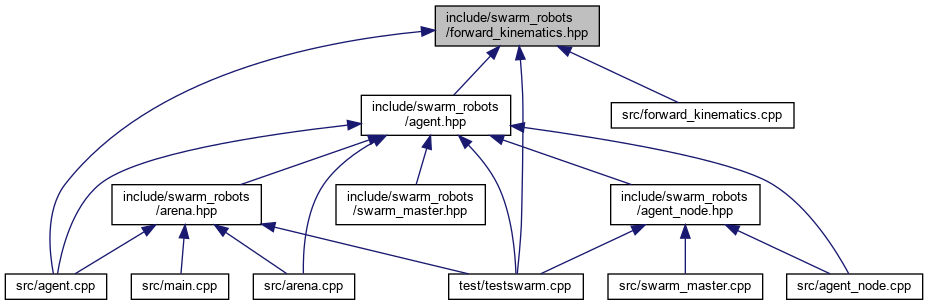 include/swarm_robots
/forward_kinematics.hpp
include/swarm_robots
/agent.hpp
src/forward_kinematics.cpp
include/swarm_robots
/arena.hpp
include/swarm_robots
/swarm_master.hpp
include/swarm_robots
/agent_node.hpp
src/agent.cpp
src/main.cpp
src/arena.cpp
test/testswarm.cpp
src/swarm_master.cpp
src/agent_node.cpp